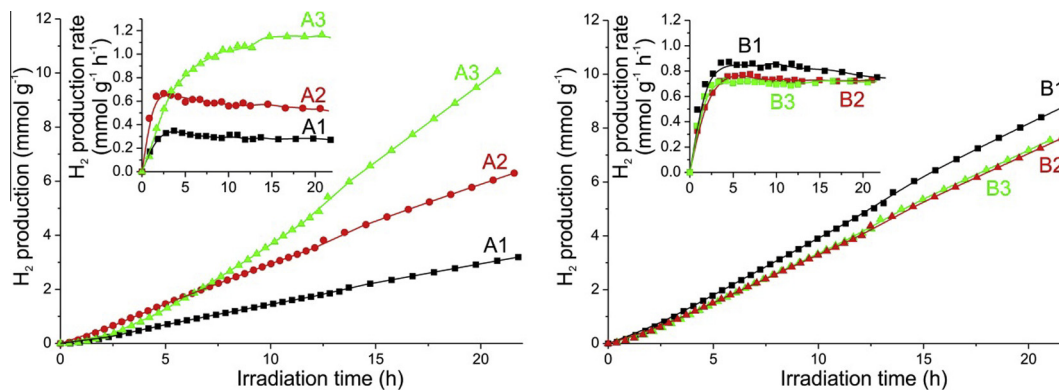 H₂ production (mmol g⁻¹)
12
10
8
6
4
2
0
0
5
10
15
20
Irradiation time (h)
A3
A2
A1
H₂ production rate
(mmol g⁻¹ h⁻¹)
1.2
1.0
0.8
0.6
0.4
0.2
0.0
0
5
10
15
20
A3
A2
A1
H₂ production (mmol g⁻¹)
12
10
8
6
4
2
0
0
5
10
15
20
Irradiation time (h)
B1
B2
B3
H₂ production rate
(mmol g⁻¹ h⁻¹)
1.2
1.0
0.8
0.6
0.4
0.2
0.0
0
5
10
15
20
B1
B3
B2